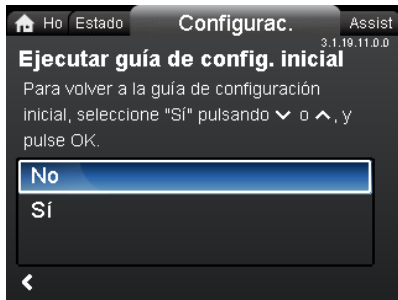 Ho Estado Configurac. Assist
3.1.19.11.0.0
Ejecutar guía de config. inicial
Para volver a la guía de configuración
inicial, seleccione "Sí" pulsando ⌄ o ⌃, y
pulse OK.
No
Sí